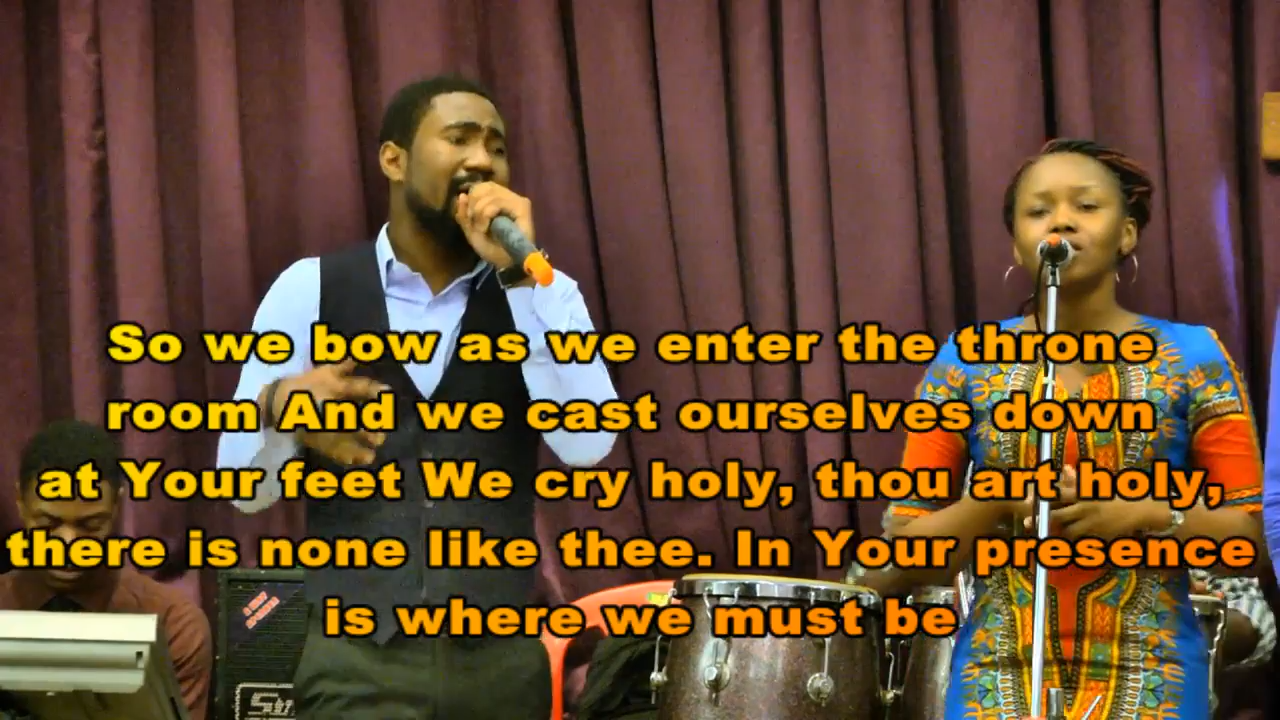 So we bow as we enter the throne
room And we cast ourselves down
at Your feet We cry holy, thou art holy,
there is none like thee. In Your presence
is where we must be